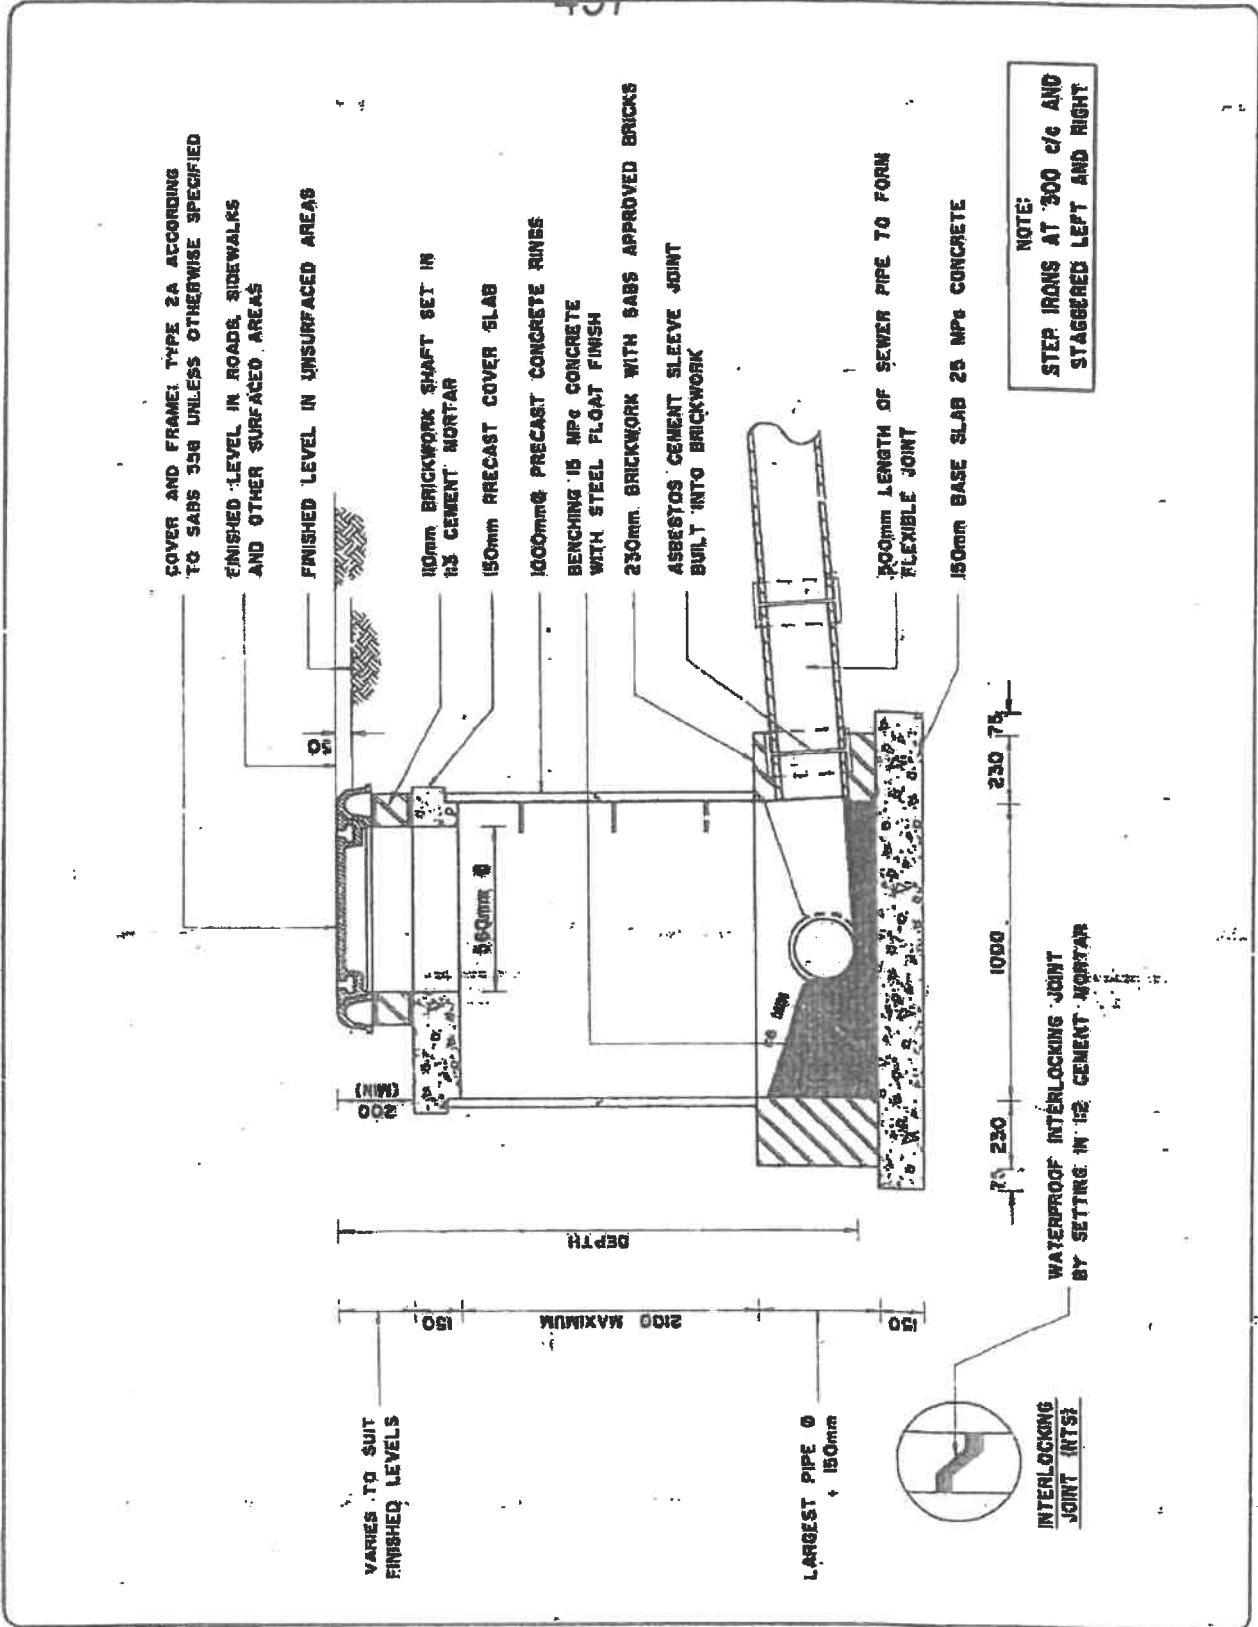 437
COVER AND FRAME: TYPE 2A ACCORDING
TO SABS 558 UNLESS OTHERWISE SPECIFIED
FINISHED LEVEL IN ROADS, SIDEWALKS
AND OTHER SURFACED AREAS
FINISHED LEVEL IN UNSURFACED AREAS
110mm BRICKWORK SHAFT SET IN
1:3 CEMENT MORTAR
150mm PRECAST COVER SLAB
1000mmØ PRECAST CONCRETE RINGS
BENCHING 15 MPa CONCRETE
WITH STEEL FLOAT FINISH
230mm BRICKWORK WITH SABS APPROVED BRICKS
ASBESTOS CEMENT SLEEVE JOINT
BUILT INTO BRICKWORK
LENGTH OF SEWER PIPE TO FORM
FLEXIBLE JOINT
150mm BASE SLAB 25 MPa CONCRETE
NOTE:
STEP IRONS AT 300 c/c AND
STAGGERED LEFT AND RIGHT
50
560mm Ø
200
(MIN)
DEPTH
VARIES TO SUIT
FINISHED LEVELS
150
2100 MAXIMUM
LARGEST PIPE Ø
+ 150mm
150
75 230 1000 230 75
WATERPROOF INTERLOCKING JOINT
BY SETTING IN 1:2 CEMENT MORTAR
INTERLOCKING
JOINT (NTS)